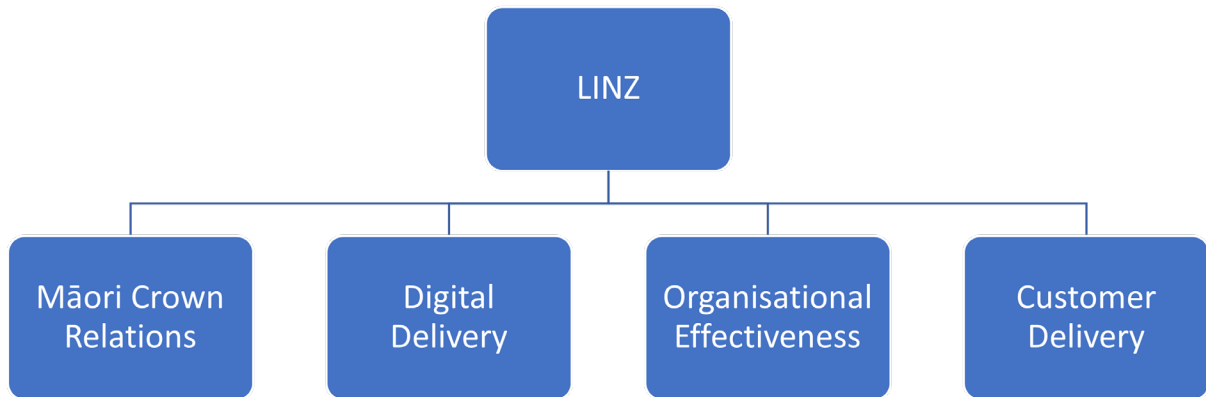 LINZ
Māori Crown
Relations
Digital
Delivery
Organisational
Effectiveness
Customer
Delivery